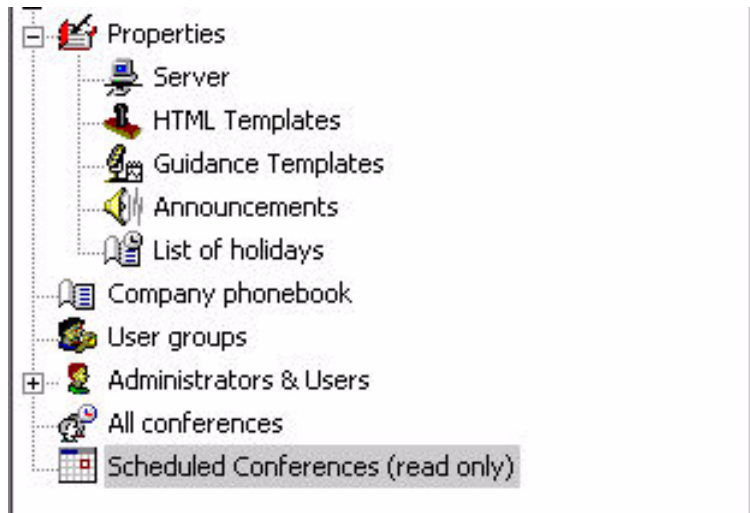 Properties
Server
HTML Templates
Guidance Templates
Announcements
List of holidays
Company phonebook
User groups
Administrators & Users
All conferences
Scheduled Conferences (read only)